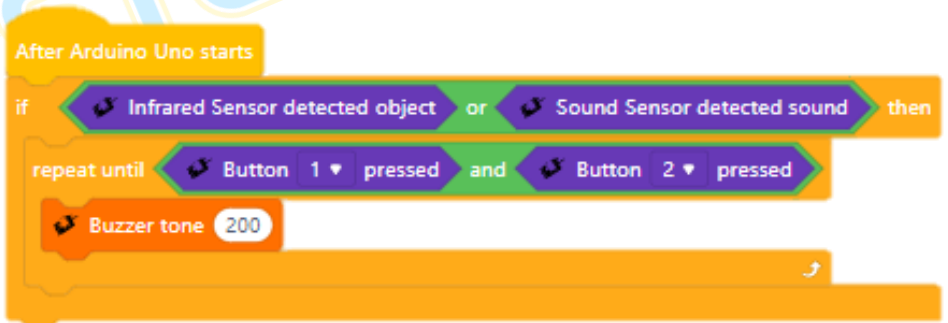 After Arduino Uno starts
if Infrared Sensor detected object or Sound Sensor detected sound then
repeat until Button 1 pressed and Button 2 pressed
Buzzer tone 200